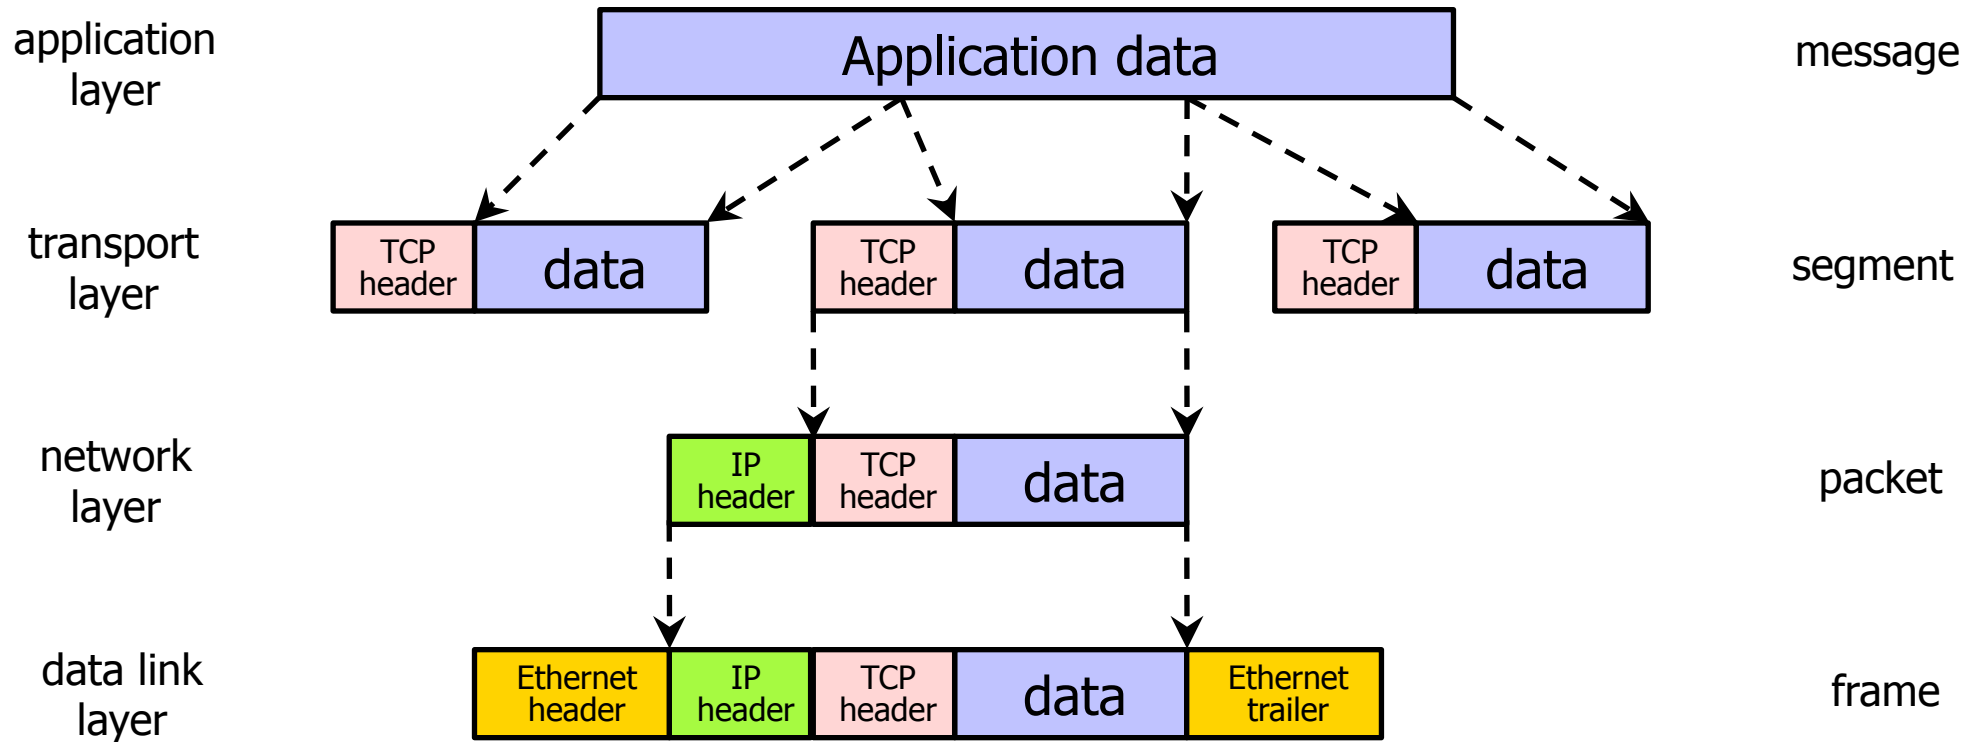 application
layer
Application data
message
transport
layer
TCP
header
data
TCP
header
data
TCP
header
data
segment
network
layer
IP
header
TCP
header
data
packet
data link
layer
Ethernet
header
IP
header
TCP
header
data
Ethernet
trailer
frame